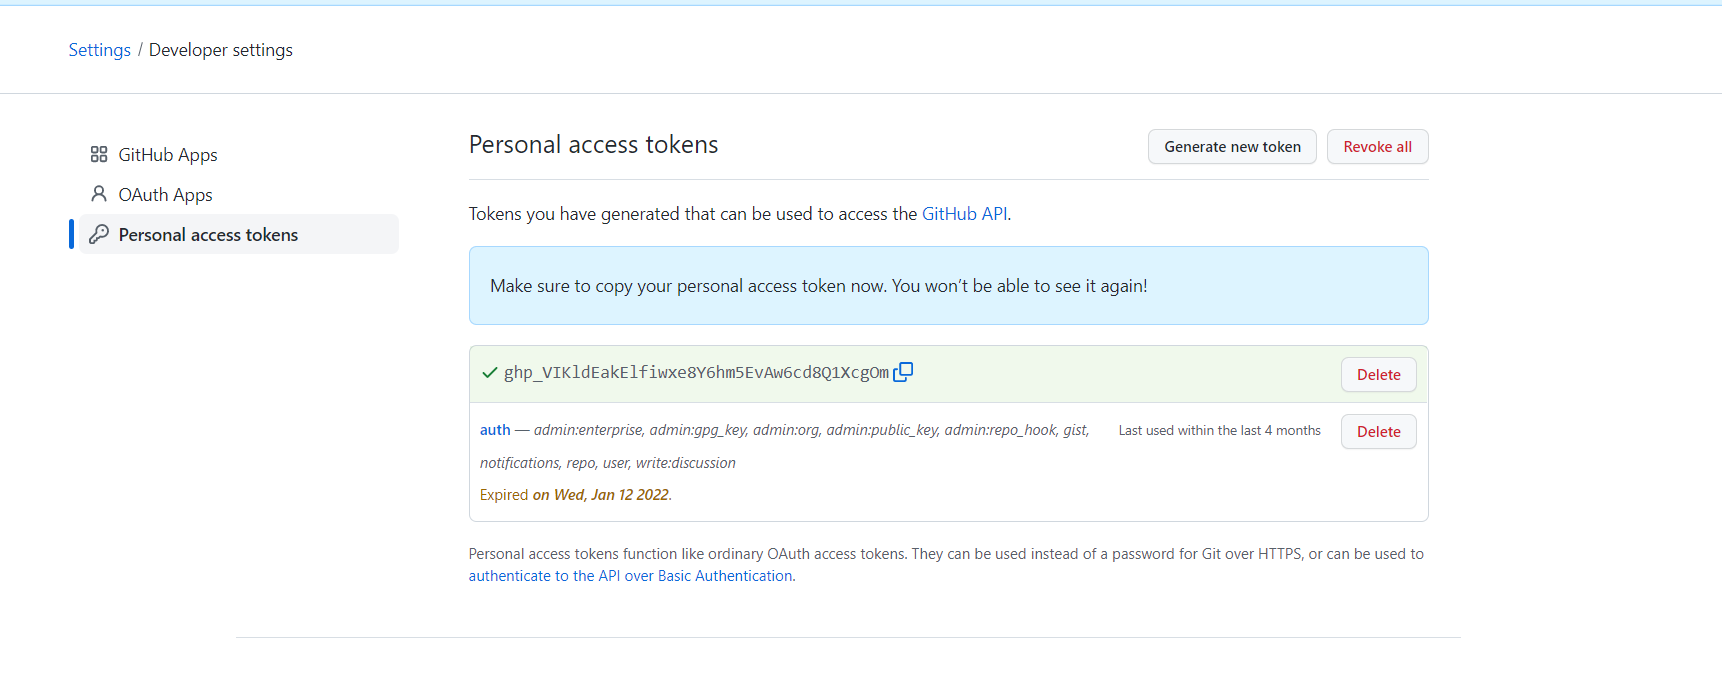 Settings / Developer settings
GitHub Apps
OAuth Apps
Personal access tokens
Personal access tokens
Generate new token
Revoke all
Tokens you have generated that can be used to access the GitHub API.
Make sure to copy your personal access token now. You won’t be able to see it again!
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
Delete
auth — admin:enterprise, admin:gpg_key, admin:org, admin:public_key, admin:repo_hook, gist,
notifications, repo, user, write:discussion
Last used within the last 4 months
Delete
Expired on Wed, Jan 12 2022.
Personal access tokens function like ordinary OAuth access tokens. They can be used instead of a password for Git over HTTPS, or can be used to
authenticate to the API over Basic Authentication.